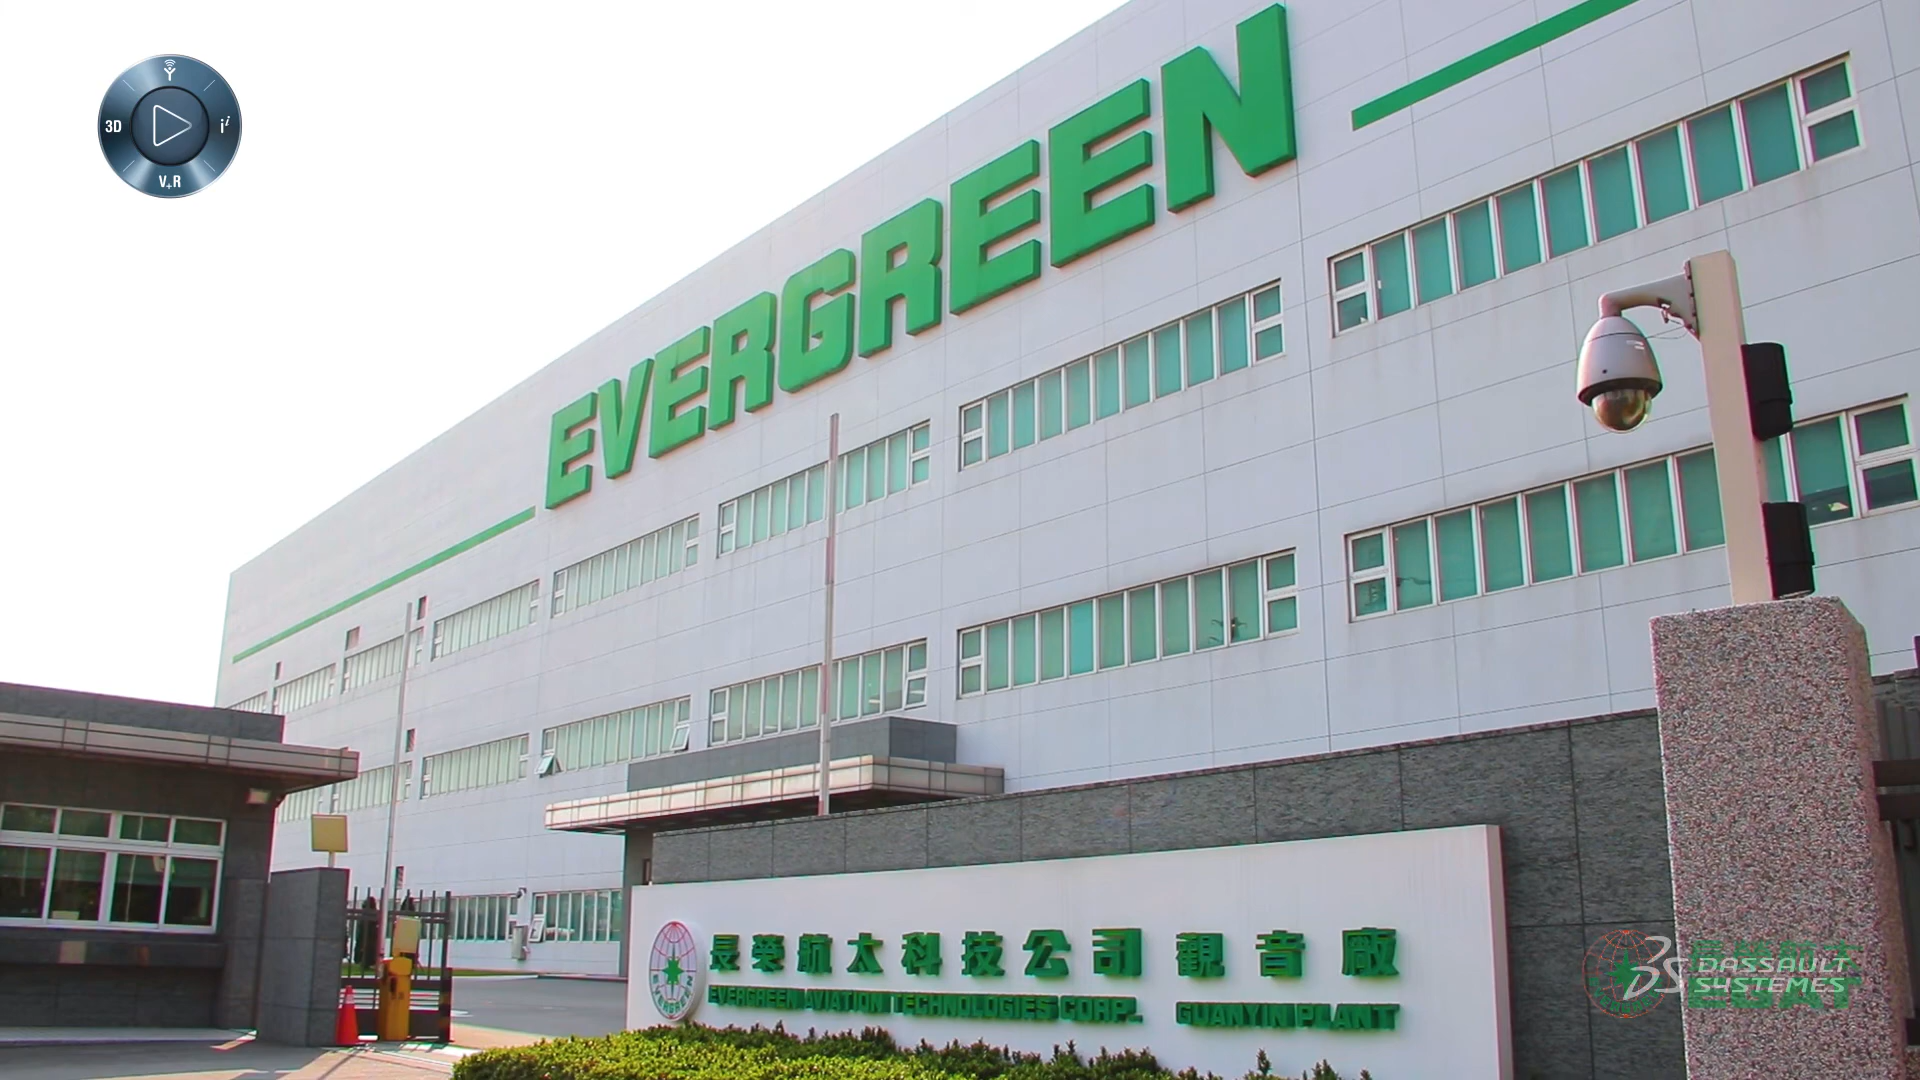 3D
V+R
EVERGREEN
長榮航太科技公司 觀音廠
EVERGREEN AVIATION TECHNOLOGIES CORP. GUANYIN PLANT
EVERGREEN
DASSAULT
SYSTEMES